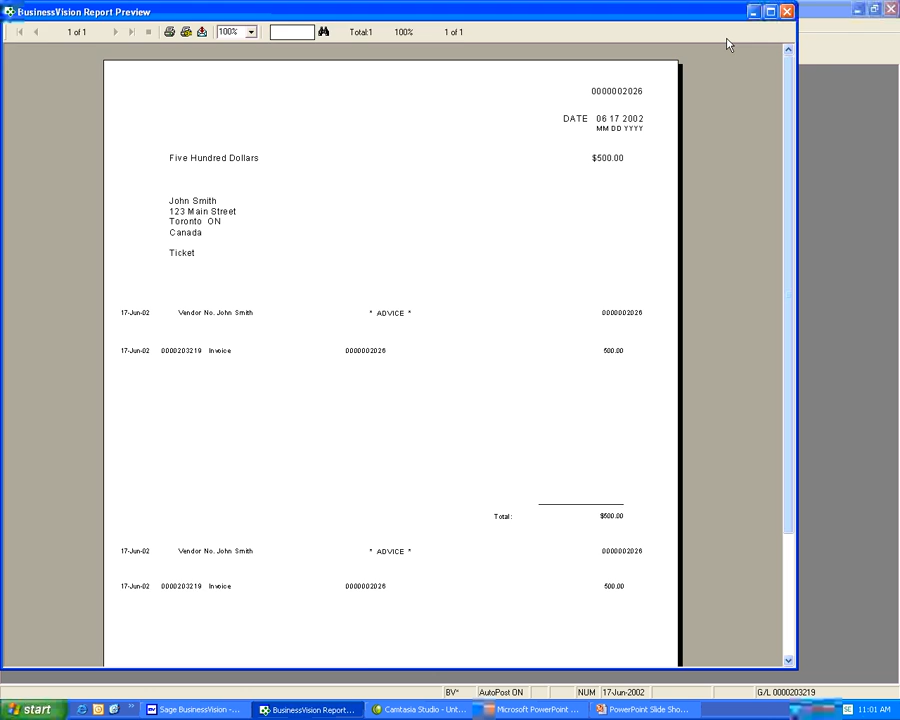 BusinessVision Report Preview
1 of 1 100% Total:1 100% 1 of 1
0000002026
DATE 06 17 2002
MM DD YYYY
Five Hundred Dollars $500.00
John Smith
123 Main Street
Toronto ON
Canada
Ticket
17-Jun-02 Vendor No. John Smith * ADVICE * 0000002026
17-Jun-02 0000203219 Invoice 0000002026 500.00
Total: $500.00
17-Jun-02 Vendor No. John Smith * ADVICE * 0000002026
17-Jun-02 0000203219 Invoice 0000002026 500.00
BV* AutoPost ON NUM 17-Jun-2002 G/L 0000203219
start Sage BusinessVision -... BusinessVision Report... Camtasia Studio - Unt... Microsoft PowerPoint ... PowerPoint Slide Sho... SE 11:01 AM